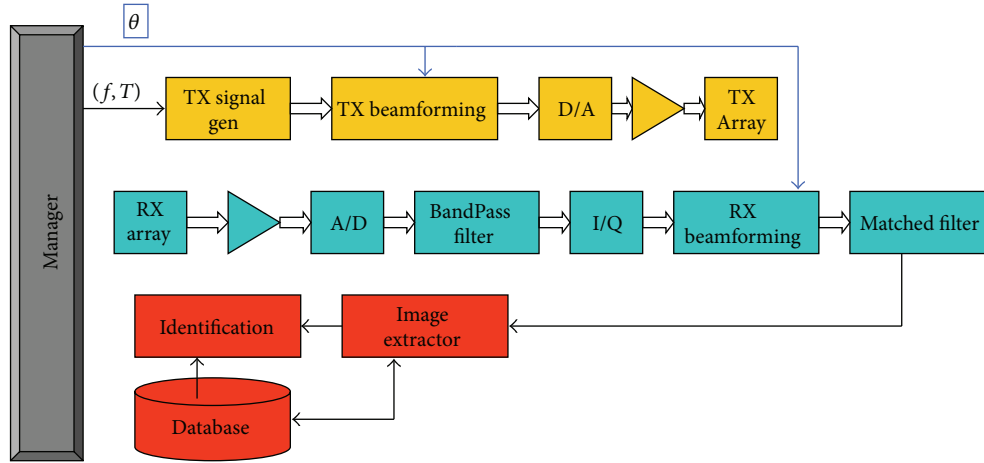 θ
(f, T)
Manager
TX signal
gen
TX beamforming
D/A
TX
Array
RX
array
A/D
BandPass
filter
I/Q
RX
beamforming
Matched filter
Identification
Image
extractor
Database